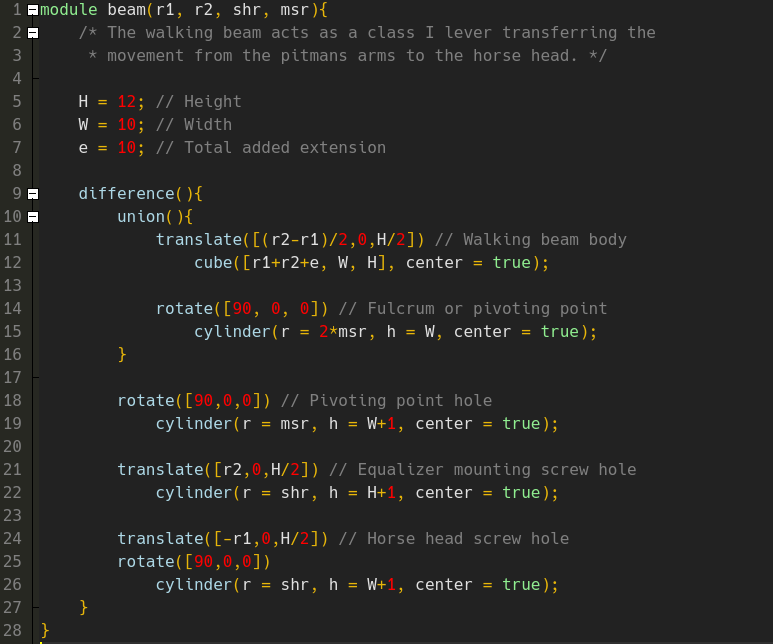 1 module beam(r1, r2, shr, msr){
2     /* The walking beam acts as a class I lever transferring the
3      * movement from the pitmans arms to the horse head. */
4
5     H = 12; // Height
6     W = 10; // Width
7     e = 10; // Total added extension
8
9     difference(){
10         union(){
11             translate([(r2-r1)/2,0,H/2]) // Walking beam body
12                 cube([r1+r2+e, W, H], center = true);
13
14             rotate([90, 0, 0]) // Fulcrum or pivoting point
15                 cylinder(r = 2*msr, h = W, center = true);
16         }
17
18         rotate([90,0,0]) // Pivoting point hole
19             cylinder(r = msr, h = W+1, center = true);
20
21         translate([r2,0,H/2]) // Equalizer mounting screw hole
22             cylinder(r = shr, h = H+1, center = true);
23
24         translate([-r1,0,H/2]) // Horse head screw hole
25         rotate([90,0,0])
26             cylinder(r = shr, h = W+1, center = true);
27     }
28 }